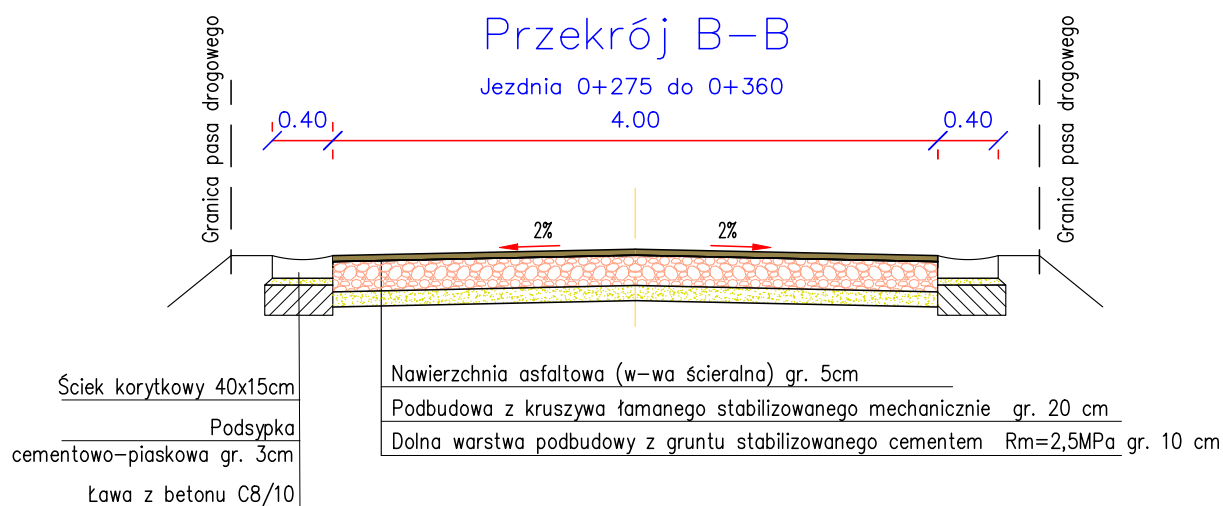 Przekrój B–B
Jezdnia 0+275 do 0+360
0.40
4.00
0.40
Granica pasa drogowego
Granica pasa drogowego
2%
2%
Ściek korytkowy 40x15cm
Podsypka
cementowo–piaskowa gr. 3cm
Ława z betonu C8/10
Nawierzchnia asfaltowa (w–wa ścieralna) gr. 5cm
Podbudowa z kruszywa łamanego stabilizowanego mechanicznie gr. 20 cm
Dolna warstwa podbudowy z gruntu stabilizowanego cementem Rm=2,5MPa gr. 10 cm